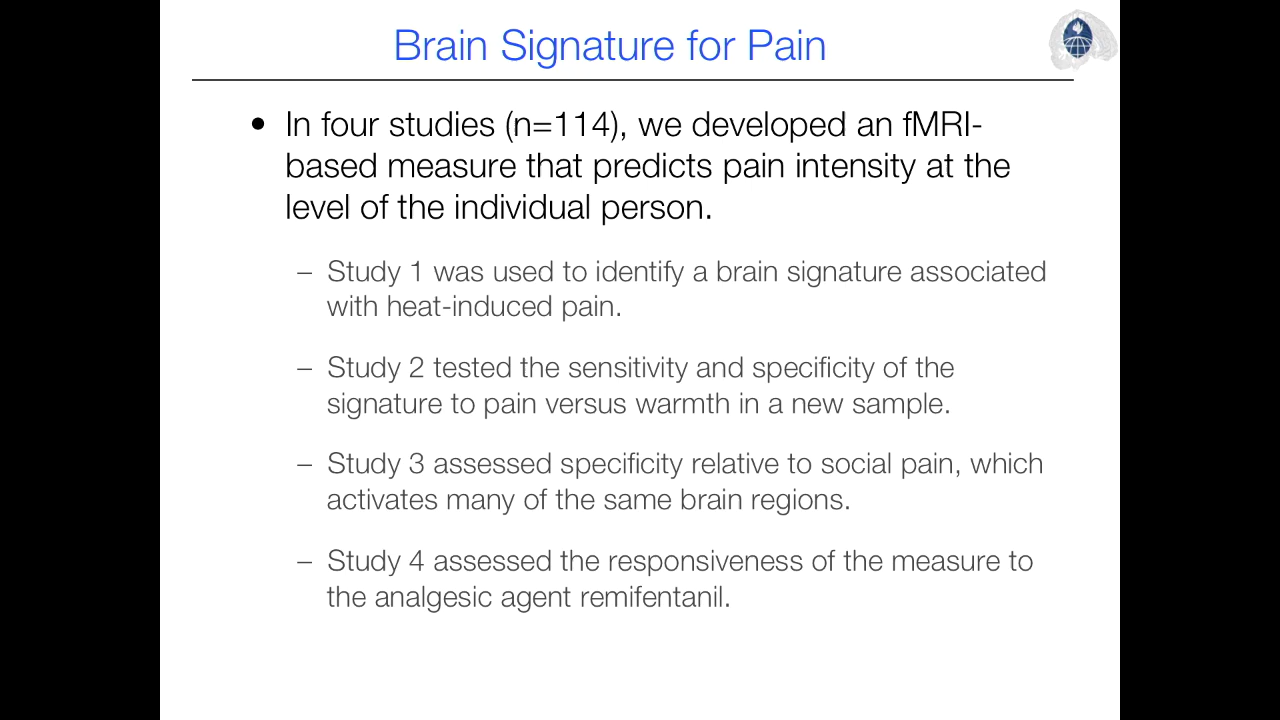 Brain Signature for Pain
• In four studies (n=114), we developed an fMRI-
based measure that predicts pain intensity at the
level of the individual person.
– Study 1 was used to identify a brain signature associated
with heat-induced pain.
– Study 2 tested the sensitivity and specificity of the
signature to pain versus warmth in a new sample.
– Study 3 assessed specificity relative to social pain, which
activates many of the same brain regions.
– Study 4 assessed the responsiveness of the measure to
the analgesic agent remifentanil.